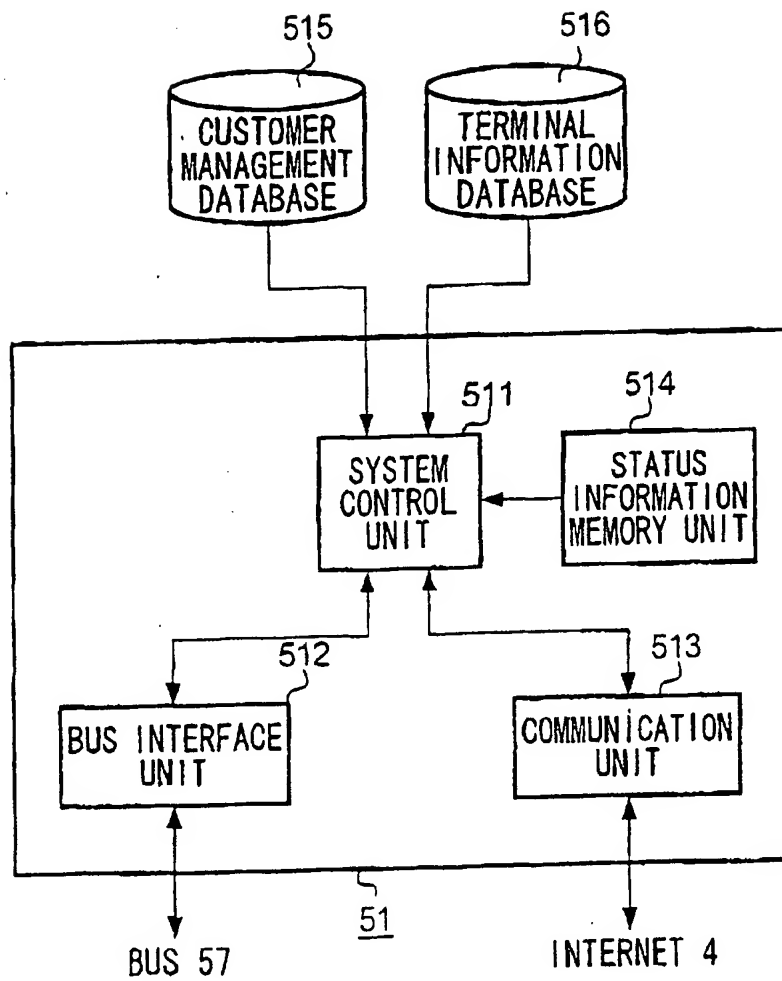 515
516
CUSTOMER
MANAGEMENT
DATABASE
TERMINAL
INFORMATION
DATABASE
511
514
SYSTEM
CONTROL
UNIT
STATUS
INFORMATION
MEMORY UNIT
512
513
BUS INTERFACE
UNIT
COMMUNICATION
UNIT
51
BUS 57
INTERNET 4